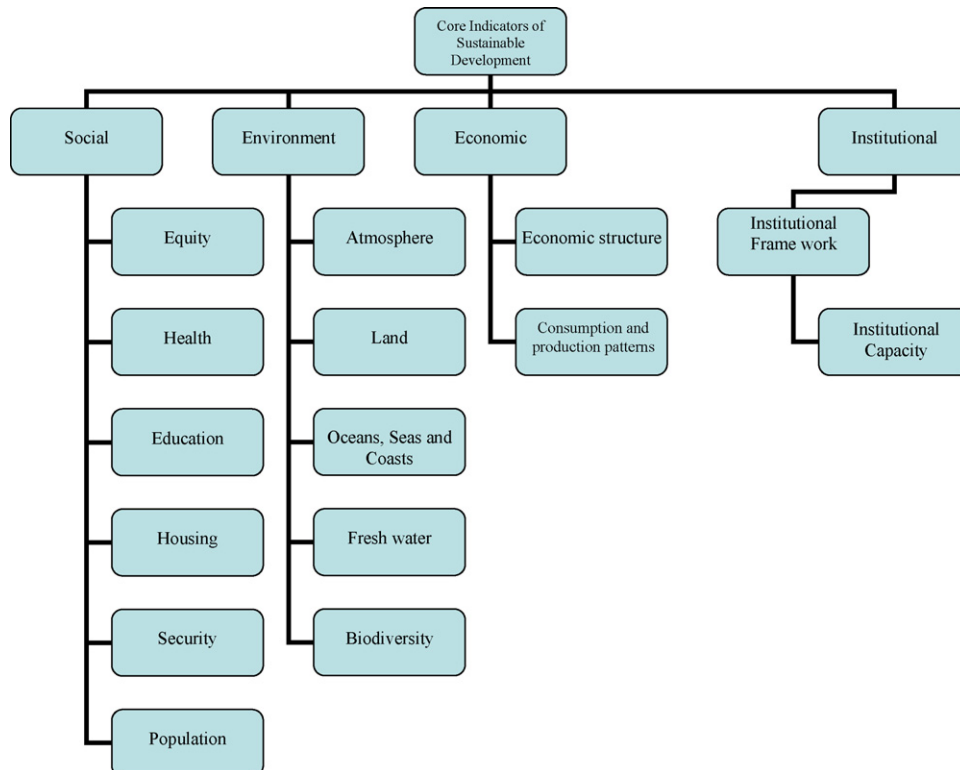 Core Indicators of
Sustainable
Development
Social
Environment
Economic
Institutional
Equity
Atmosphere
Economic structure
Institutional
Frame work
Health
Land
Consumption and
production patterns
Institutional
Capacity
Education
Oceans, Seas and
Coasts
Housing
Fresh water
Security
Biodiversity
Population